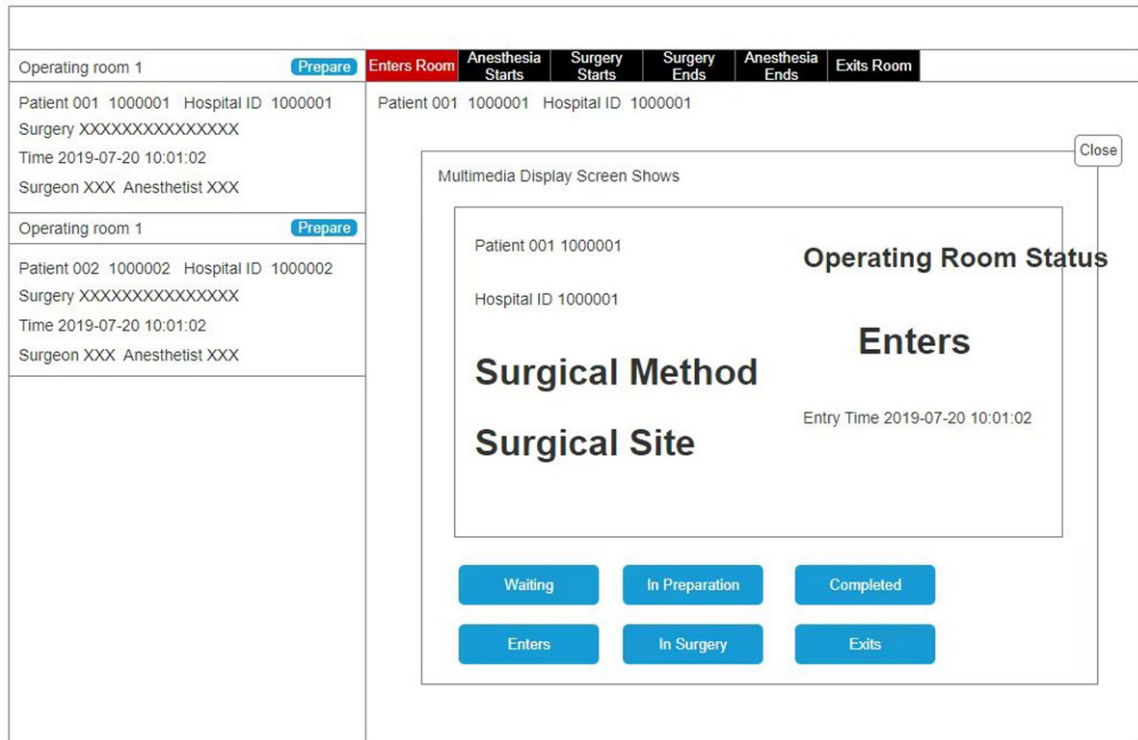 Operating room 1 Prepare
Patient 001 1000001 Hospital ID 1000001
Surgery XXXXXXXXXXXXXXX
Time 2019-07-20 10:01:02
Surgeon XXX Anesthetist XXX
Operating room 1 Prepare
Patient 002 1000002 Hospital ID 1000002
Surgery XXXXXXXXXXXXXXX
Time 2019-07-20 10:01:02
Surgeon XXX Anesthetist XXX
Enters Room
Anesthesia
Starts
Surgery
Starts
Surgery
Ends
Anesthesia
Ends
Exits Room
Patient 001 1000001 Hospital ID 1000001
Close
Multimedia Display Screen Shows
Patient 001 1000001
Hospital ID 1000001
Surgical Method
Surgical Site
Operating Room Status
Enters
Entry Time 2019-07-20 10:01:02
Waiting In Preparation Completed
Enters In Surgery Exits